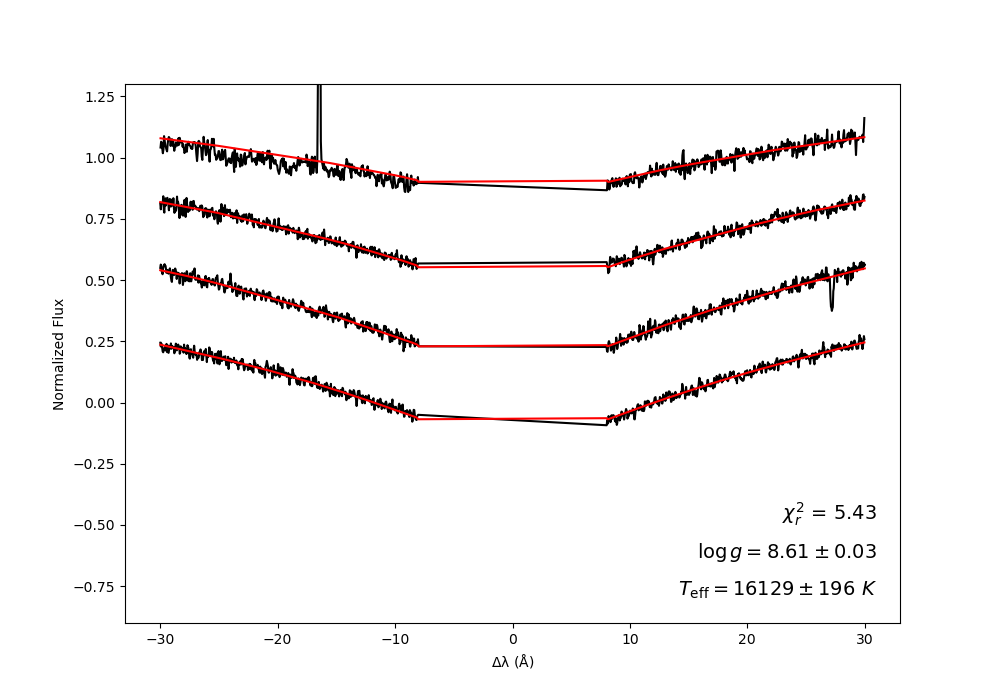 1.25
1.00
0.75
0.50
0.25
0.00
−0.25
−0.50
−0.75
Normalized Flux
χ²ᵣ = 5.43
log g = 8.61 ± 0.03
T_eff = 16129 ± 196 K
−30 −20 −10 0 10 20 30
Δλ (Å)